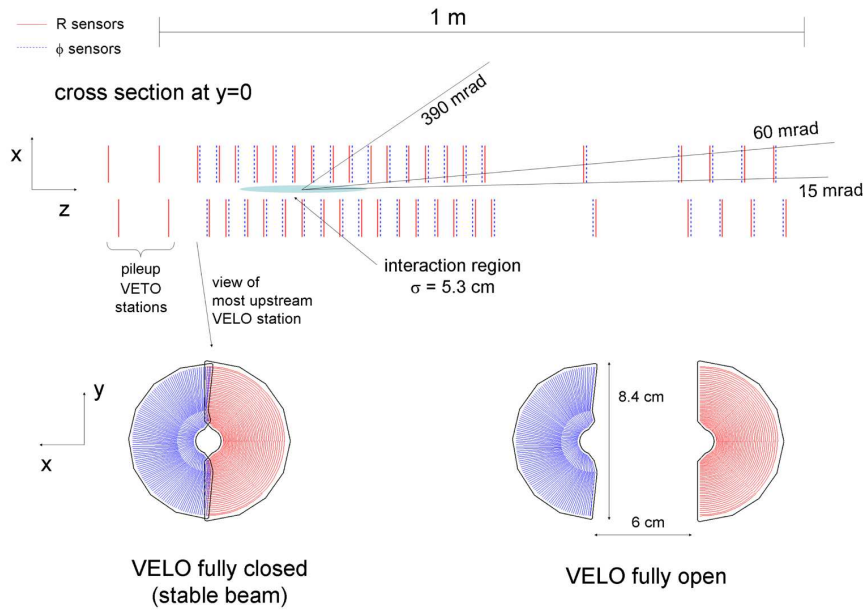 R sensors
ϕ sensors
1 m
cross section at y=0
390 mrad
60 mrad
15 mrad
x
z
pileup
VETO
stations
view of
most upstream
VELO station
interaction region
σ = 5.3 cm
y
x
8.4 cm
6 cm
VELO fully closed
(stable beam)
VELO fully open